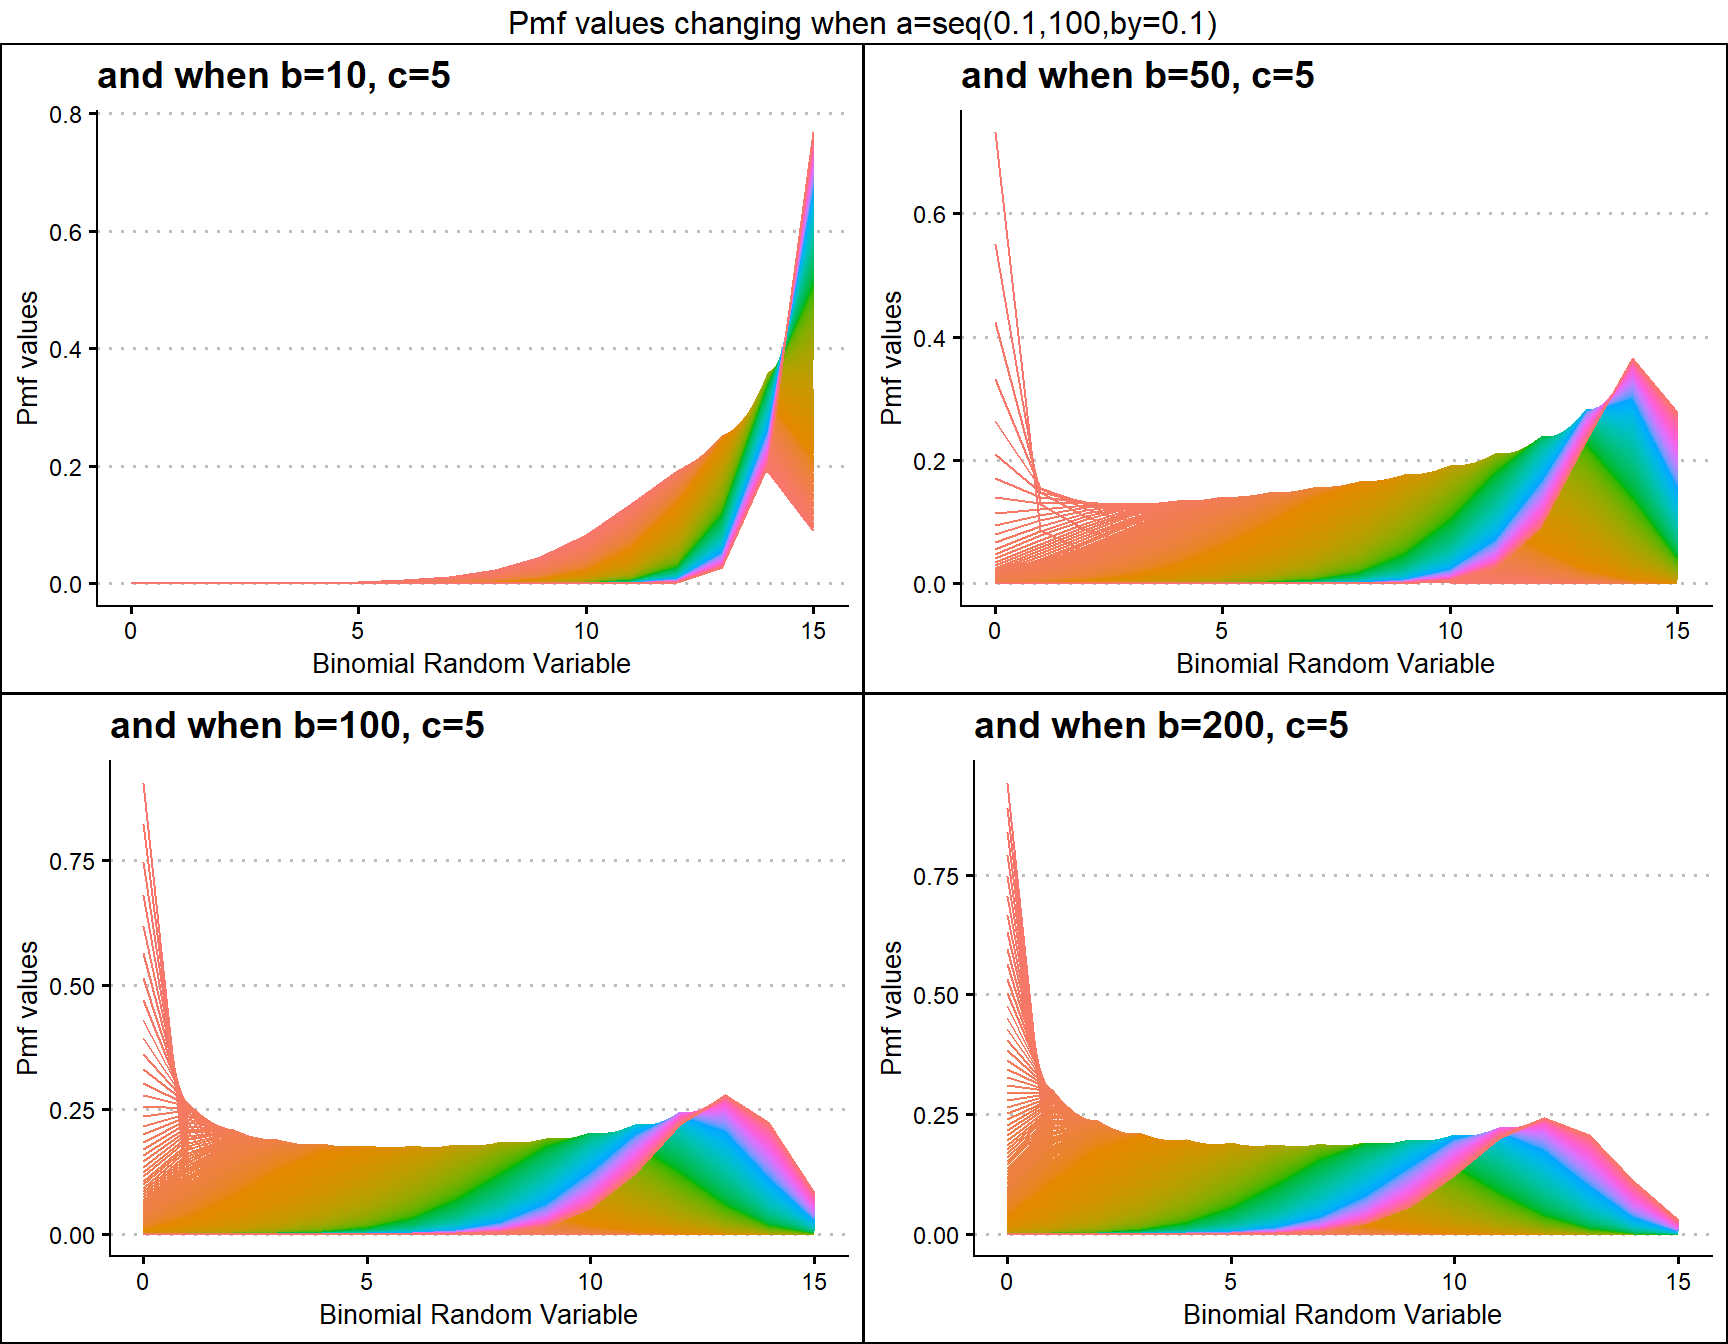 Pmf values changing when a=seq(0.1,100,by=0.1)
and when b=10, c=5
0.8
0.6
0.4
0.2
0.0
Pmf values
0 5 10 15
Binomial Random Variable
and when b=50, c=5
0.6
0.4
0.2
0.0
Pmf values
0 5 10 15
Binomial Random Variable
and when b=100, c=5
0.75
0.50
0.25
0.00
Pmf values
0 5 10 15
Binomial Random Variable
and when b=200, c=5
0.75
0.50
0.25
0.00
Pmf values
0 5 10 15
Binomial Random Variable